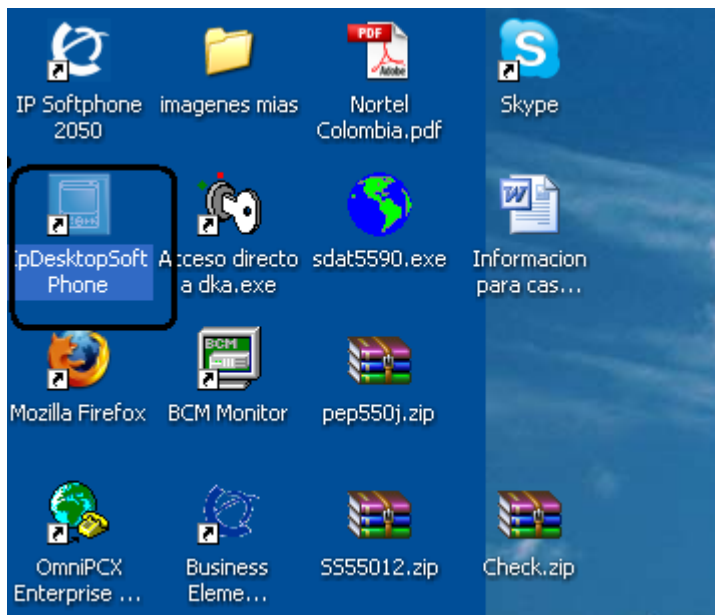 IP Softphone
2050
imagenes mias
PDF
Adobe
Nortel
Colombia.pdf
Skype
IpDesktopSoft
Phone
Acceso directo
a dka.exe
sdat5590.exe
W
Informacion
para cas...
Mozilla Firefox
BCM
BCM Monitor
pep550j.zip
OmniPCX
Enterprise ...
Business
Eleme...
SS55012.zip
Check.zip